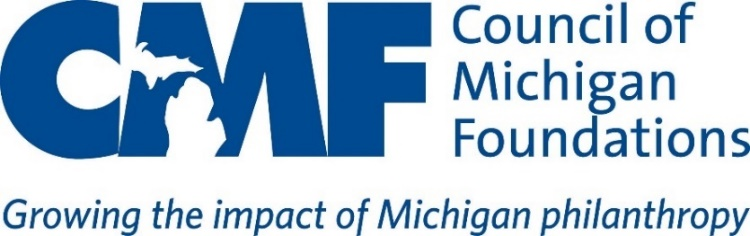 CMF
Council of
Michigan
Foundations
Growing the impact of Michigan philanthropy